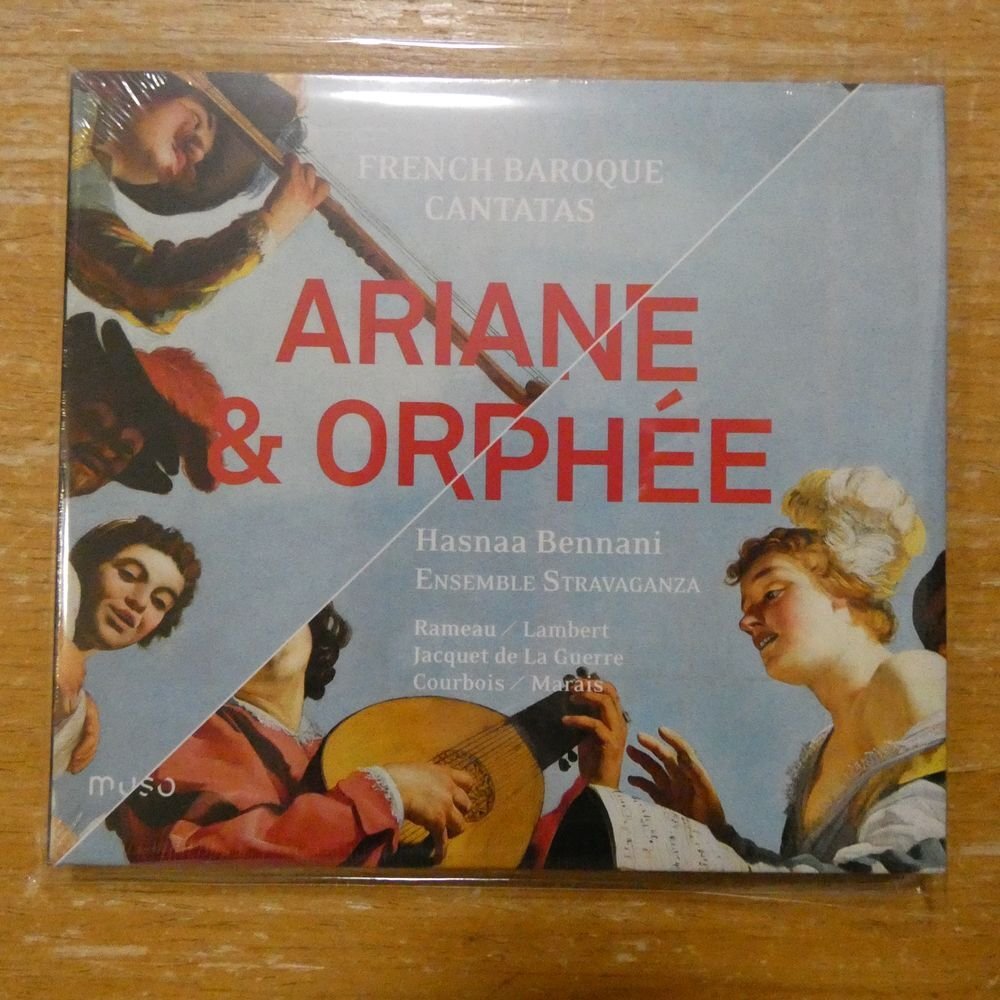 FRENCH BAROQUE
CANTATAS
ARIANE
& ORPHÉE
Hasnaa Bennani
ENSEMBLE STRAVAGANZA
Rameau / Lambert
Jacquet de La Guerre
Courbois / Marais
muso